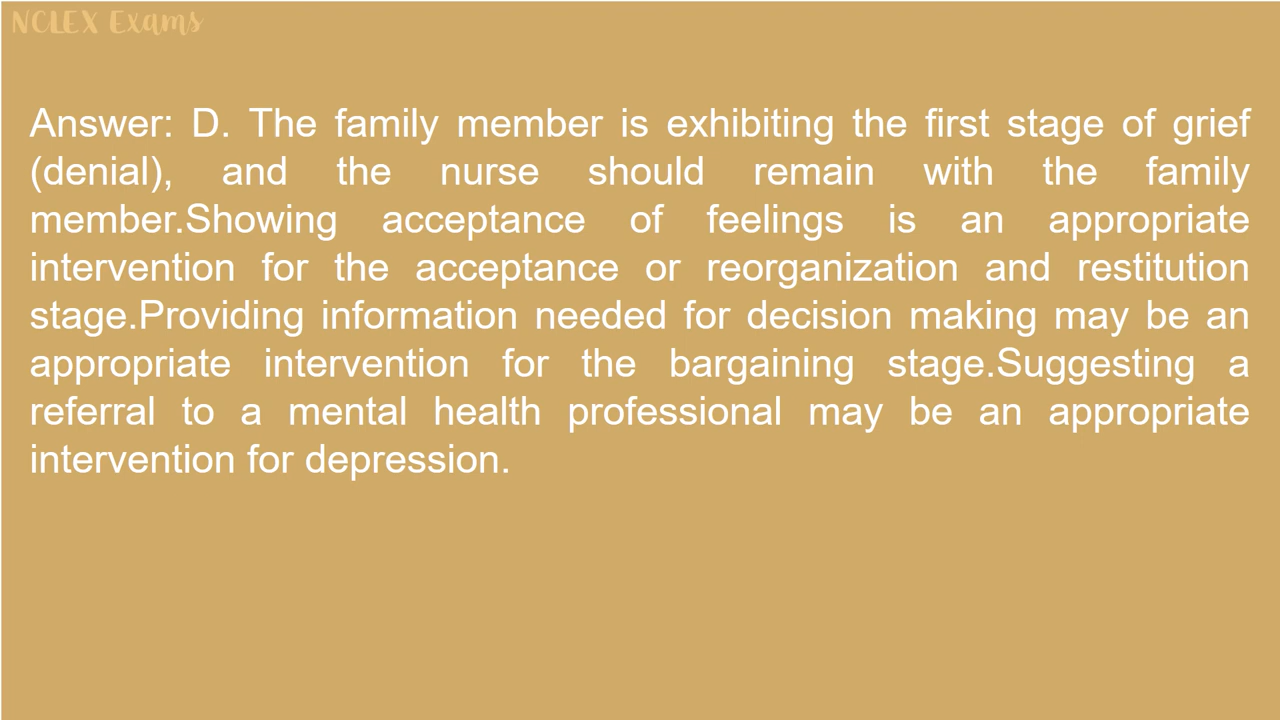 NCLEX Exams
Answer: D. The family member is exhibiting the first stage of grief
(denial), and the nurse should remain with the family
member.Showing acceptance of feelings is an appropriate
intervention for the acceptance or reorganization and restitution
stage.Providing information needed for decision making may be an
appropriate intervention for the bargaining stage.Suggesting a
referral to a mental health professional may be an appropriate
intervention for depression.